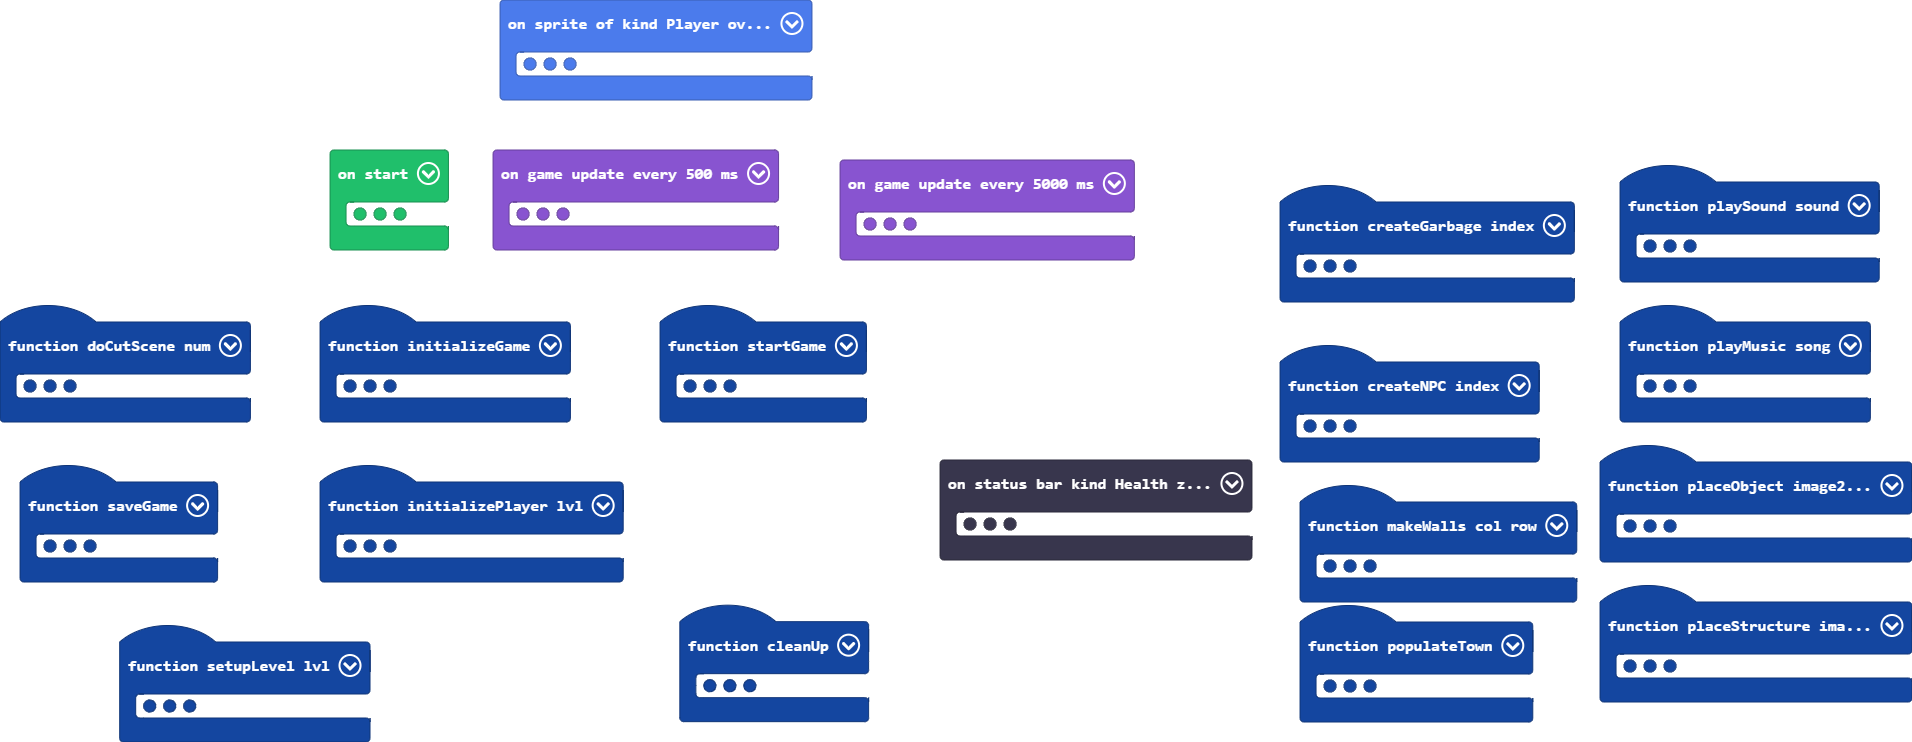 on sprite of kind Player ov...
on start
on game update every 500 ms
on game update every 5000 ms
function createGarbage index
function playSound sound
function doCutScene num
function initializeGame
function startGame
function createNPC index
function playMusic song
function saveGame
function initializePlayer lvl
on status bar kind Health z...
function makeWalls col row
function placeObject image2...
function setupLevel lvl
function cleanUp
function populateTown
function placeStructure ima...